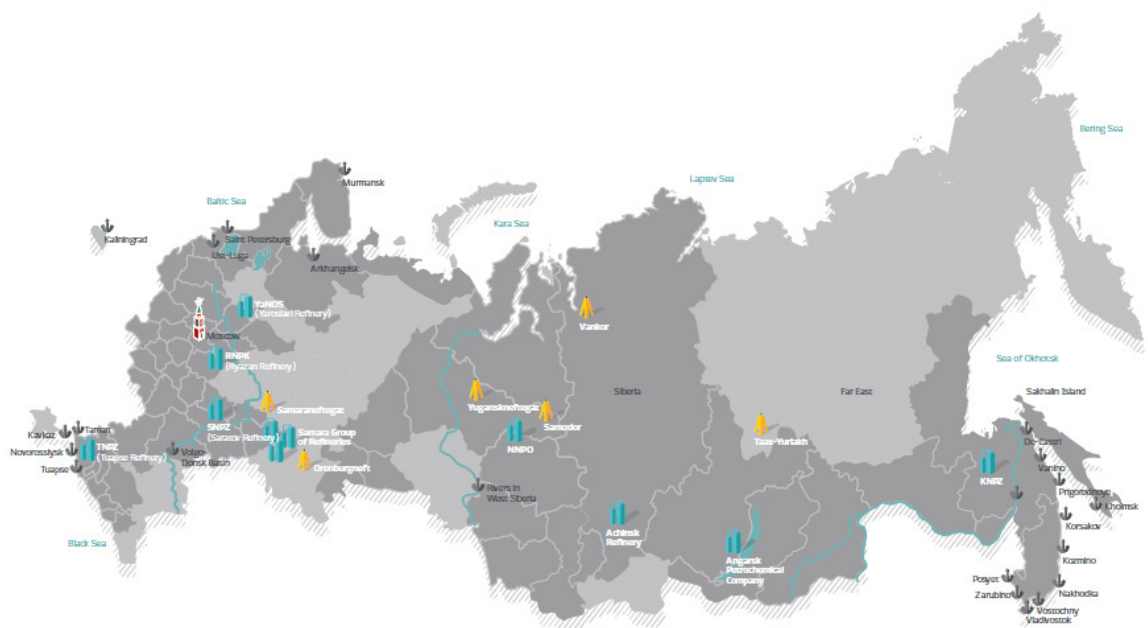 Bering Sea
Murmansk
Laptev Sea
Baltic Sea
Kara Sea
Kaliningrad
Saint Petersburg
Ust-Luga
Arkhangelsk
YaNOS
(Yaroslavl Refinery)
Vankor
Moscow
RNPK
(Ryazan Refinery)
Sea of Okhotsk
Siberia
Far East
Sakhalin Island
Samaraneftegaz
Yuganskneftegaz
Samotlor
Taas-Yuriakh
Kavkaz
Taman
SNPZ
(Saratov Refinery)
Samara Group
of Refineries
NNPO
De-Kastri
Novorossiysk
TNPZ
(Tuapse Refinery)
Tuapse
Volgo-
Donsk Basin
Orenburgneft
Vanino
KNPZ
Prigorodnoye
Rivers in
West Siberia
Kholmsk
Korsakov
Achinsk
Refinery
Black Sea
Angarsk
Petrochemical
Company
Kozmino
Posyet
Zarubino
Nakhodka
Vostochny
Vladivostok